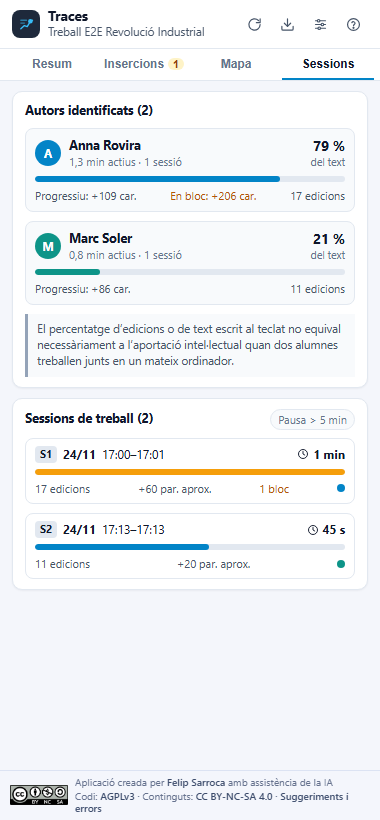 Traces
Treball E2E Revolució Industrial
Resum
Insercions 1
Mapa
Sessions
Autors identificats (2)
A
Anna Rovira
79 %
1,3 min actius · 1 sessió
del text
Progressiu: +109 car.
En bloc: +206 car.
17 edicions
M
Marc Soler
21 %
0,8 min actius · 1 sessió
del text
Progressiu: +86 car.
11 edicions
El percentatge d'edicions o de text escrit al teclat no equival
necessàriament a l'aportació intel·lectual quan dos alumnes
treballen junts en un mateix ordinador.
Sessions de treball (2)
Pausa > 5 min
S1 24/11 17:00–17:01
1 min
17 edicions
+60 par. aprox.
1 bloc
S2 24/11 17:13–17:13
45 s
11 edicions
+20 par. aprox.
CC BY NC SA
Aplicació creada per Felip Sarroca amb assistència de la IA
Codi: AGPLv3 · Continguts: CC BY-NC-SA 4.0 · Suggeriments i
errors